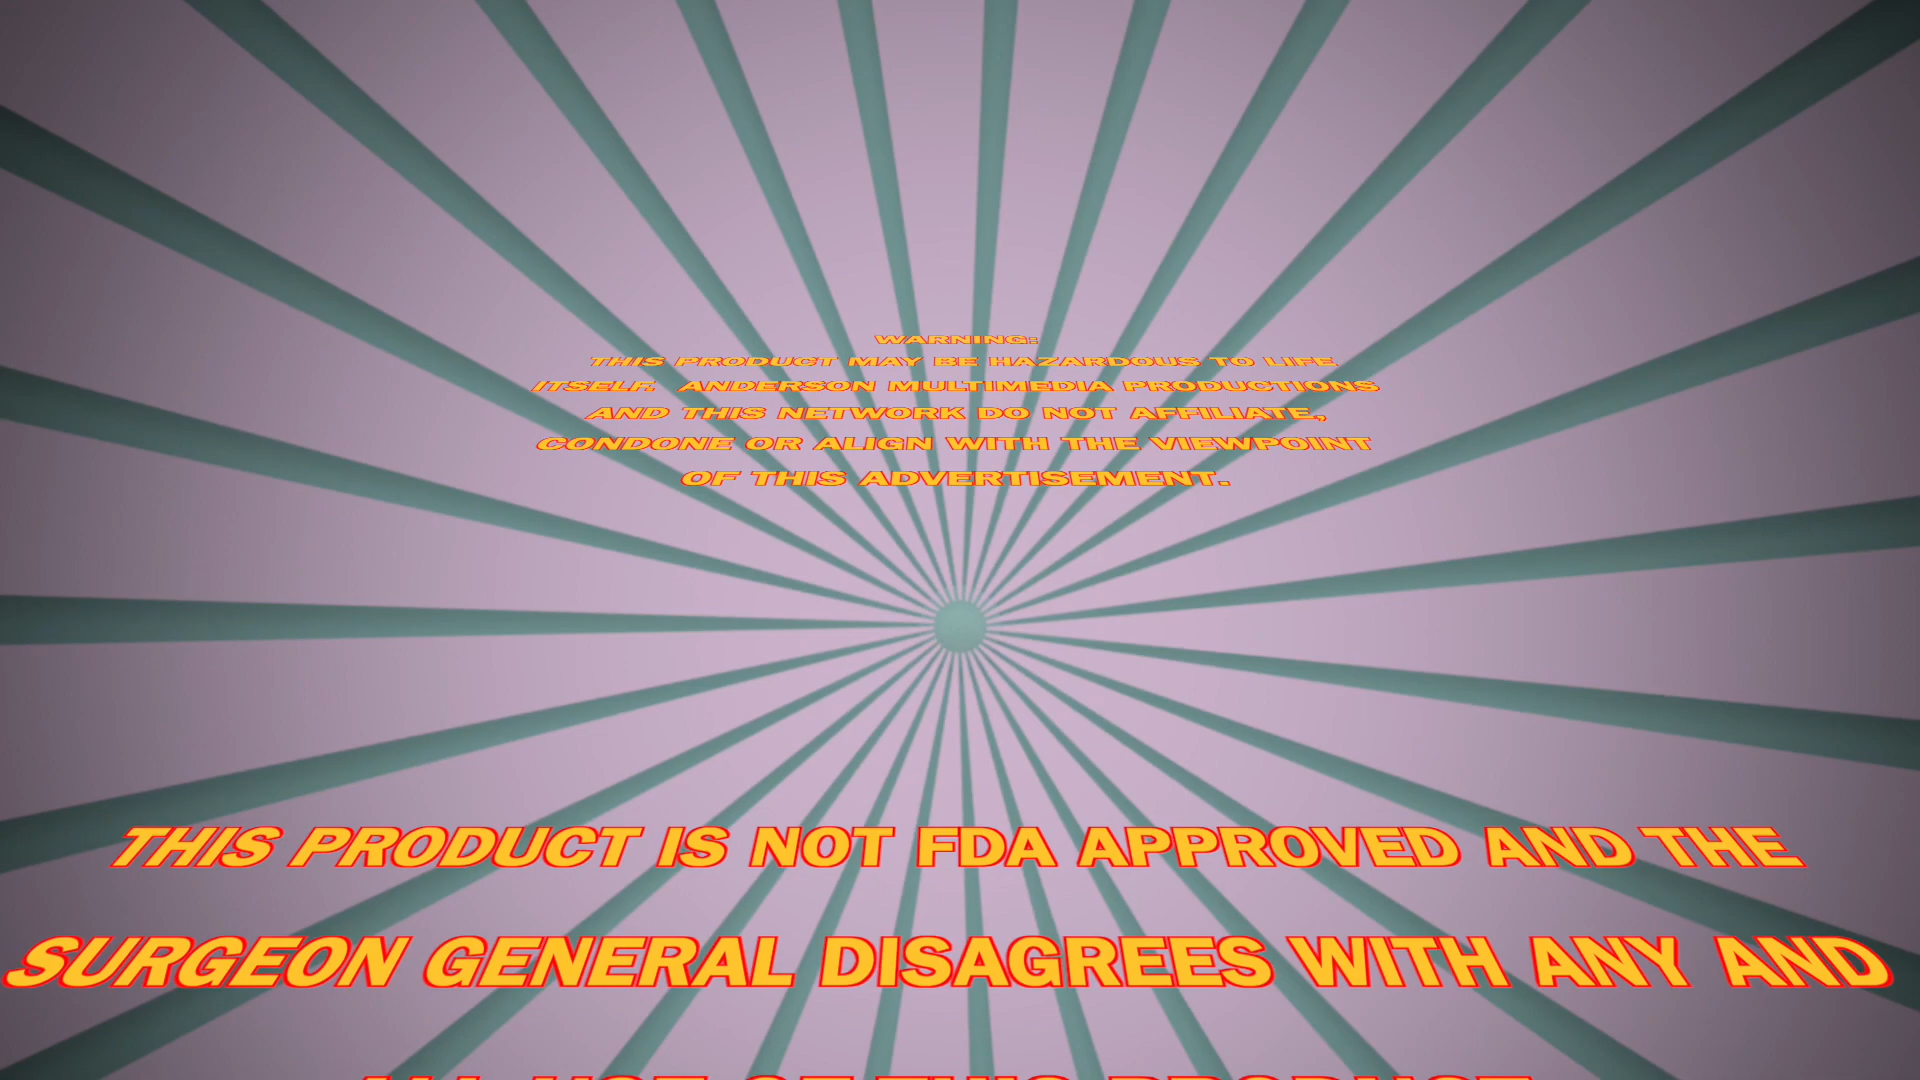 WARNING:
THIS PRODUCT MAY BE HAZARDOUS TO LIFE
ITSELF. ANDERSON MULTIMEDIA PRODUCTIONS
AND THIS NETWORK DO NOT AFFILIATE,
CONDONE OR ALIGN WITH THE VIEWPOINT
OF THIS ADVERTISEMENT.
THIS PRODUCT IS NOT FDA APPROVED AND THE
SURGEON GENERAL DISAGREES WITH ANY AND